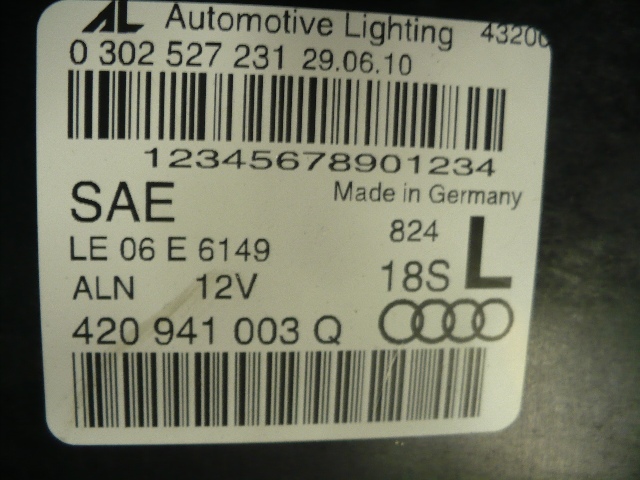 AL Automotive Lighting
0 302 527 231 29.06.10
12345678901234
SAE Made in Germany
LE 06 E 6149 824 L
ALN 12V 18S
420 941 003 Q